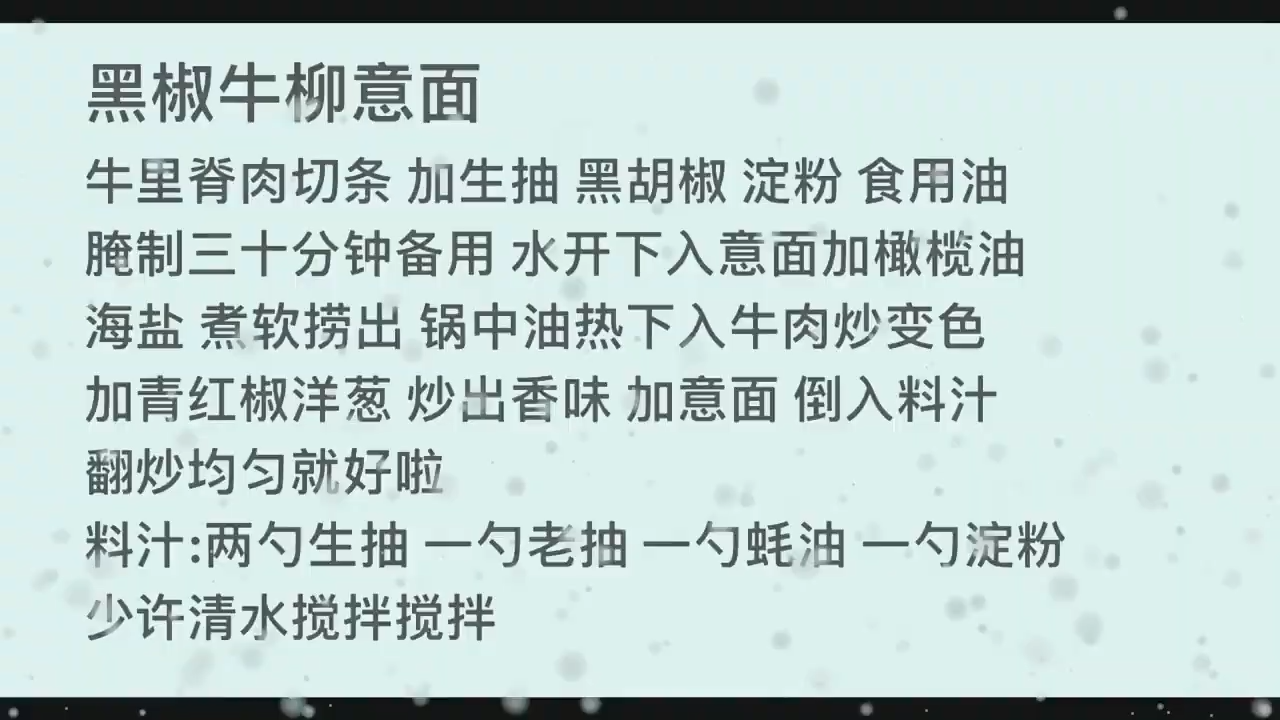 黑椒牛柳意面
牛里脊肉切条 加生抽 黑胡椒 淀粉 食用油
腌制三十分钟备用 水开下入意面加橄榄油
海盐 煮软捞出 锅中油热下入牛肉炒变色
加青红椒洋葱 炒出香味 加意面 倒入料汁
翻炒均匀就好啦
料汁:两勺生抽 一勺老抽 一勺蚝油 一勺淀粉
少许清水搅拌搅拌